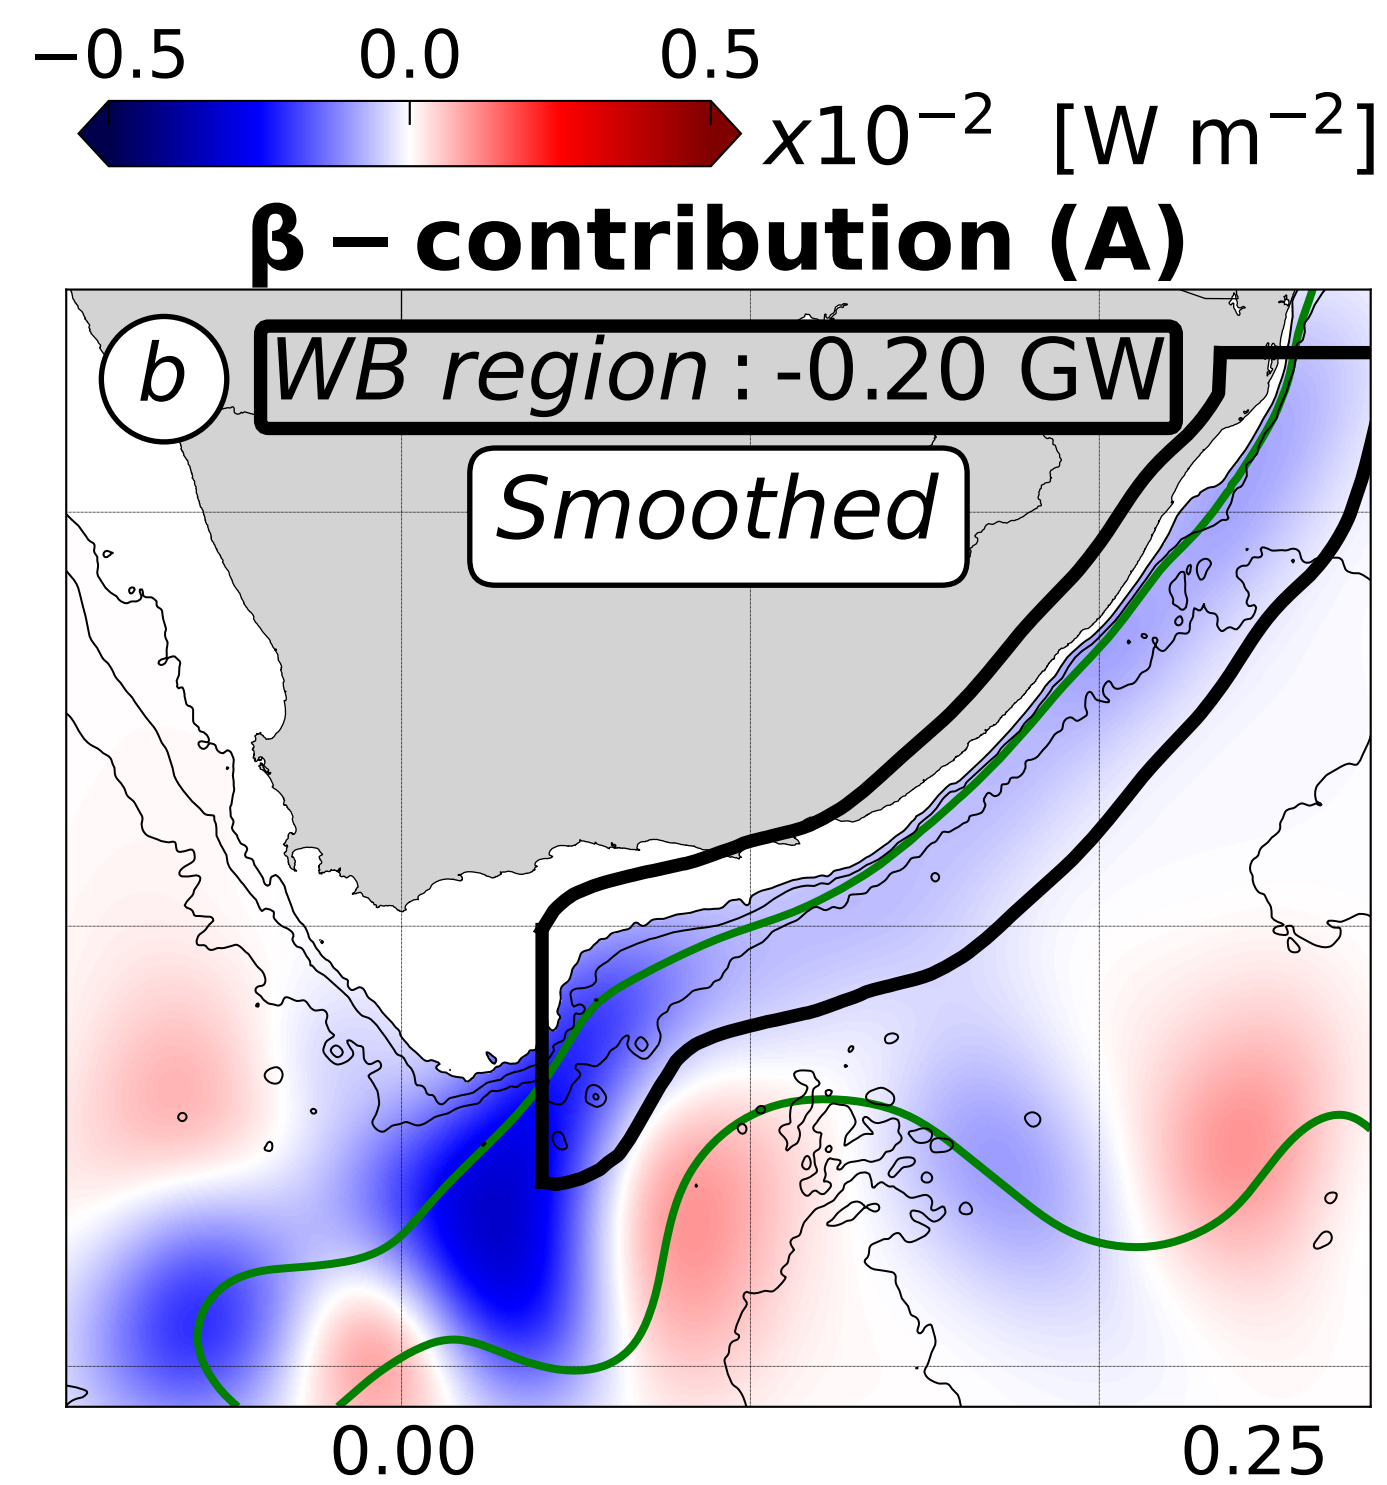 −0.5 0.0 0.5
x10⁻² [W m⁻²]
β − contribution (A)
b
WB region : -0.20 GW
Smoothed
0.00 0.25